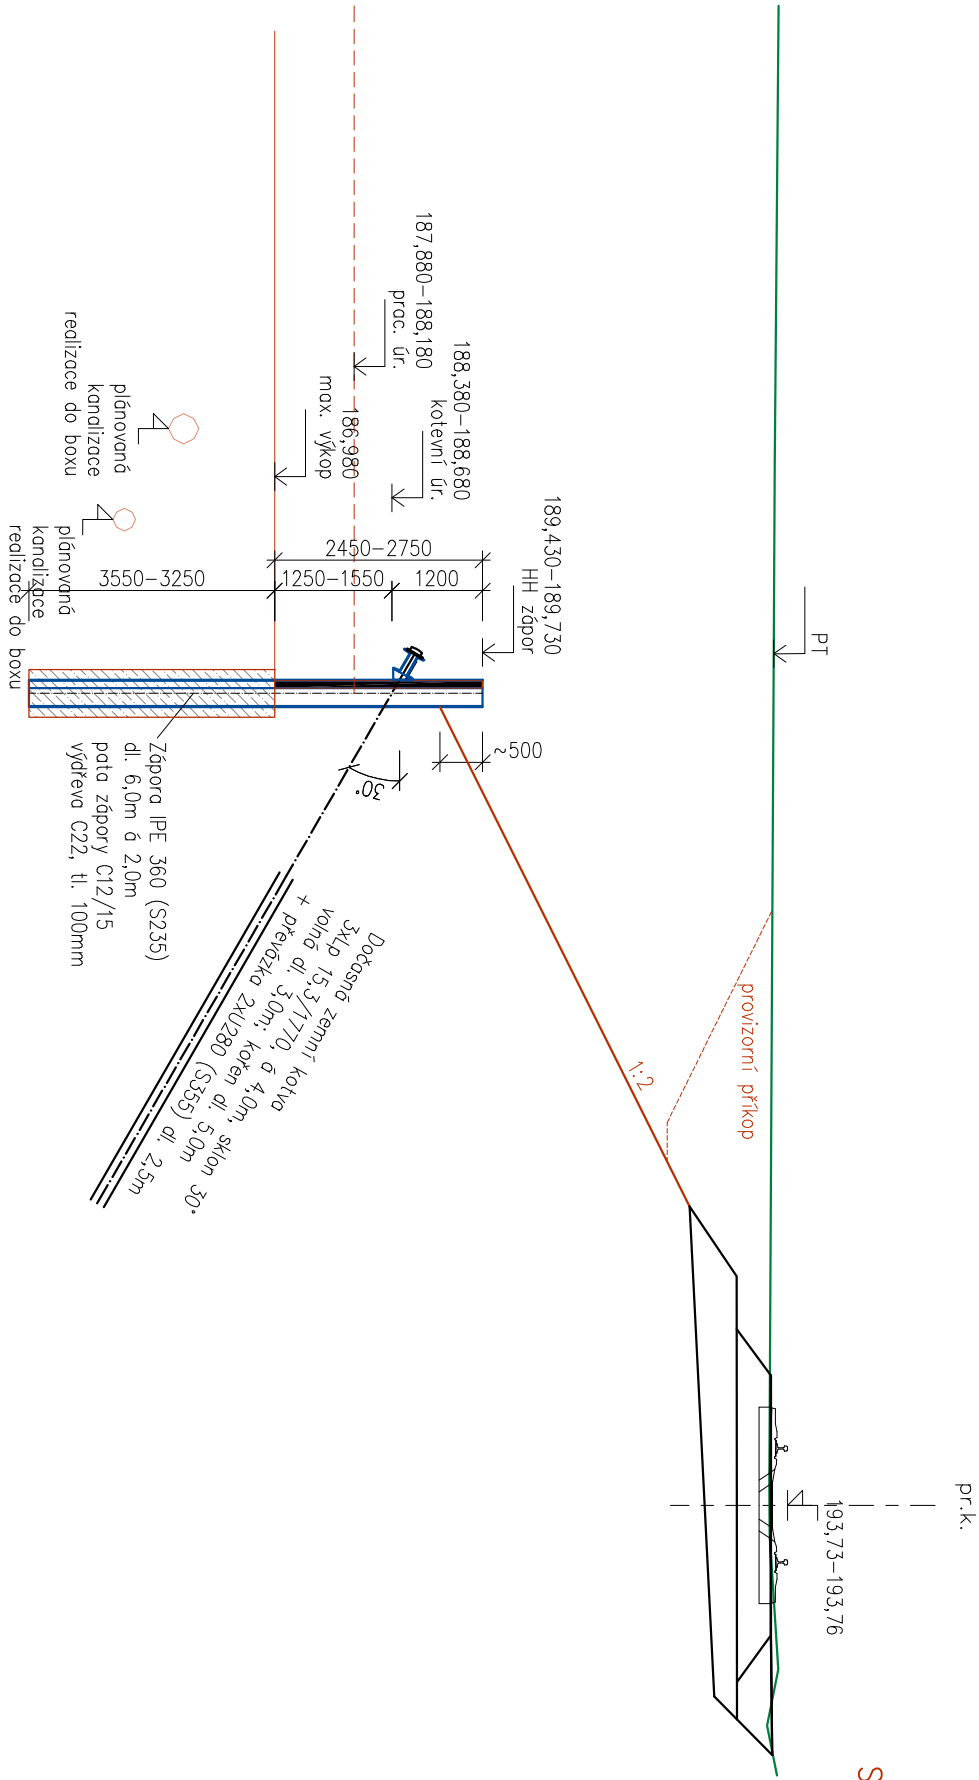 pr.k.
193,73–193,76
S
PT
provizorní příkop
1:2
189,430–189,730
HH zápor
188,380–188,680
kotevní úr.
187,880–188,180
prac. úr.
186,980
max. výkop
2450–2750
3550–3250
1250–1550
1200
~500
30°
plánovaná
kanalizace
realizace do boxu
plánovaná
kanalizace
realizace do boxu
Zápora IPE 360 (S235)
dl. 6,0m á 2,0m
pata zápory C12/15
výdřeva C22, tl. 100mm
Dočasná zemní kotva
3xLp 15,3/1770, á 4,0m, sklon 30°
volná dl. 3,0m; kořen dl. 5,0m
+ převázka 2xU280 (S355) dl. 2,5m